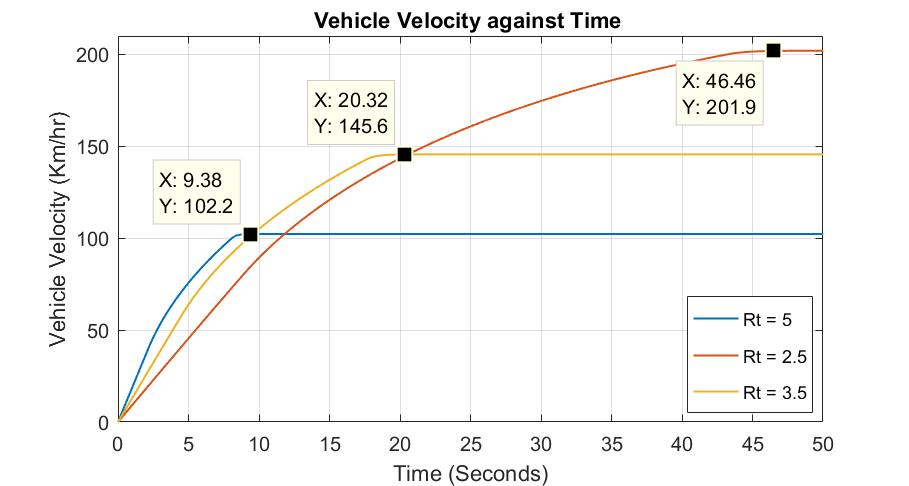 Vehicle Velocity against Time
Vehicle Velocity (Km/hr)
200
150
100
50
0
X: 9.38
Y: 102.2
X: 20.32
Y: 145.6
X: 46.46
Y: 201.9
Rt = 5
Rt = 2.5
Rt = 3.5
0 5 10 15 20 25 30 35 40 45 50
Time (Seconds)